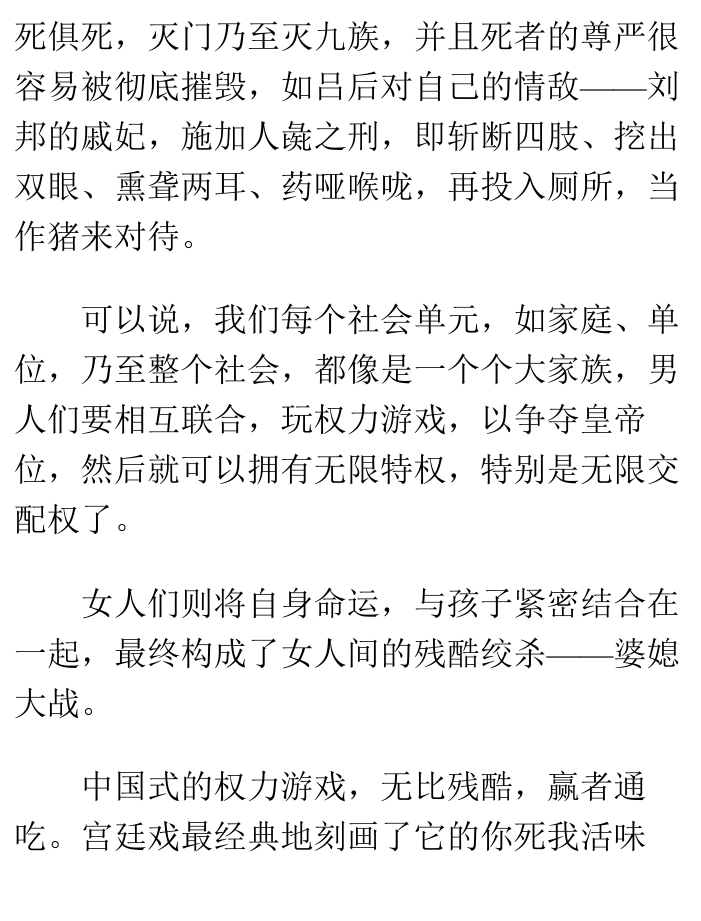 死俱死，灭门乃至灭九族，并且死者的尊严很
容易被彻底摧毁，如吕后对自己的情敌——刘
邦的戚妃，施加人彘之刑，即斩断四肢、挖出
双眼、熏聋两耳、药哑喉咙，再投入厕所，当
作猪来对待。
可以说，我们每个社会单元，如家庭、单
位，乃至整个社会，都像是一个个大家族，男
人们要相互联合，玩权力游戏，以争夺皇帝
位，然后就可以拥有无限特权，特别是无限交
配权了。
女人们则将自身命运，与孩子紧密结合在
一起，最终构成了女人间的残酷绞杀——婆媳
大战。
中国式的权力游戏，无比残酷，赢者通
吃。宫廷戏最经典地刻画了它的你死我活味